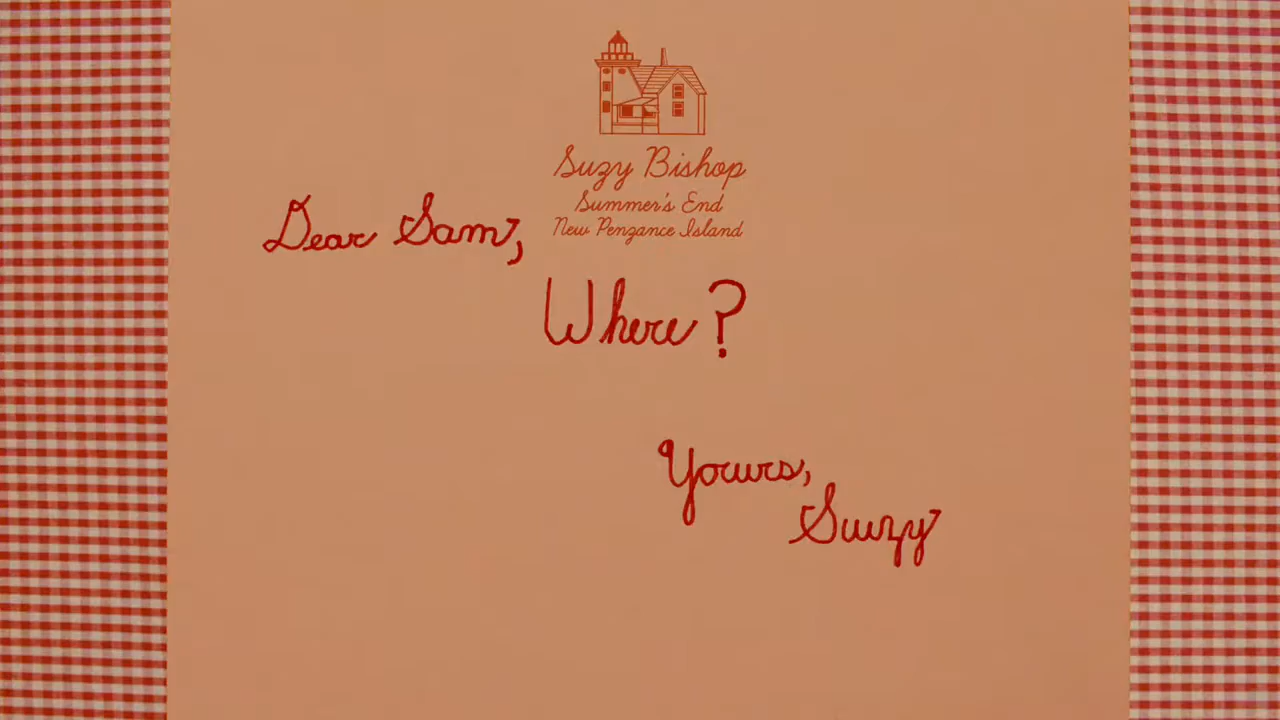 Suzy Bishop
Summer's End
New Penzance Island
Dear Sam,
Where?
Yours,
Suzy